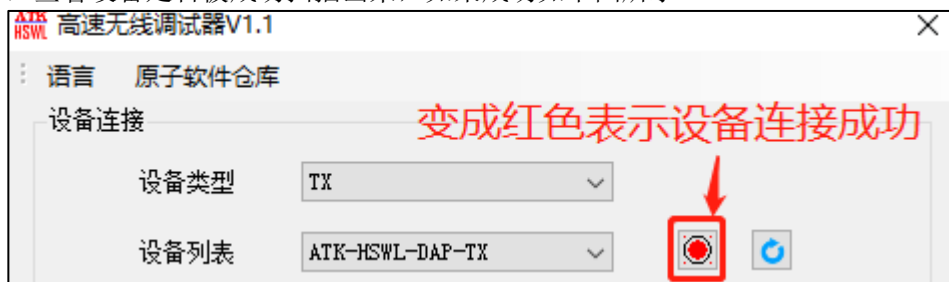 ATK
HSWL 高速无线调试器V1.1
语言 原子软件仓库
设备连接
变成红色表示设备连接成功
设备类型 TX
设备列表 ATK-HSWL-DAP-TX